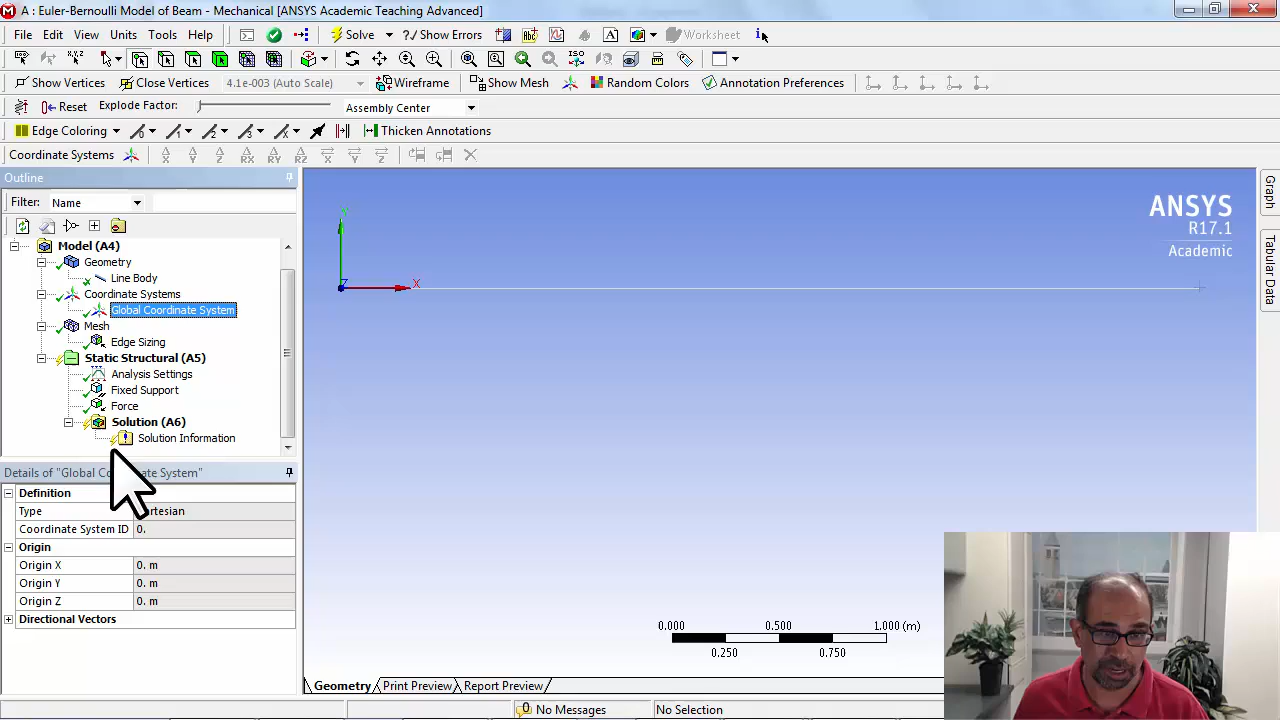 A : Euler-Bernoulli Model of Beam - Mechanical [ANSYS Academic Teaching Advanced]
File Edit View Units Tools Help Solve Show Errors Worksheet
Show Vertices Close Vertices 4.1e-003 (Auto Scale) Wireframe Show Mesh Random Colors Annotation Preferences
Reset Explode Factor: Assembly Center
Edge Coloring Thicken Annotations
Coordinate Systems
Outline
Filter: Name
Model (A4)
Geometry
Line Body
Coordinate Systems
Global Coordinate System
Mesh
Edge Sizing
Static Structural (A5)
Analysis Settings
Fixed Support
Force
Solution (A6)
Solution Information
Details of "Global Coordinate System"
Definition
Type
Coordinate System ID 0.
Origin
Origin X 0. m
Origin Y 0. m
Origin Z 0. m
Directional Vectors
Y
Z
X
ANSYS
R17.1
Academic
0.000 0.500 1.000 (m)
0.250 0.750
Geometry Print Preview Report Preview
No Messages No Selection
Graph
Tabular Data